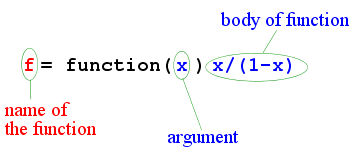 body of function
f = function(x) x/(1-x)
name of
the function
argument